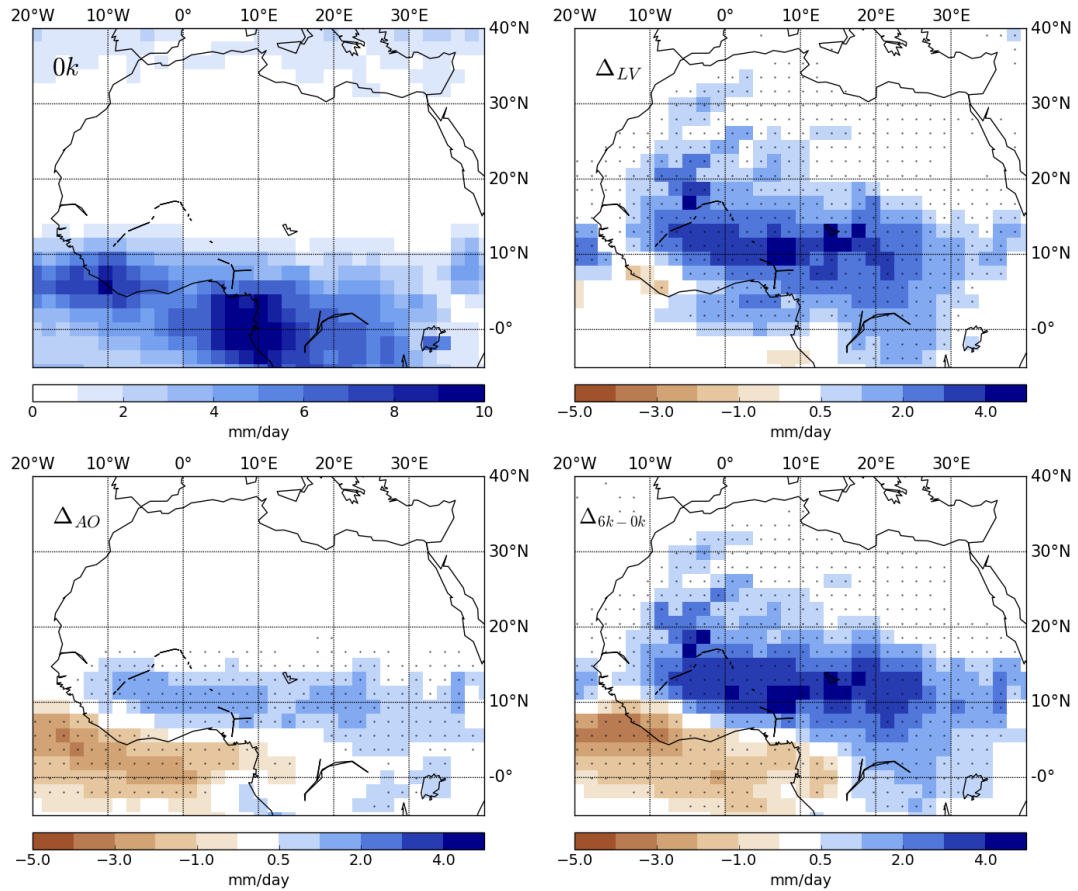 20°W 10°W 0° 10°E 20°E 30°E 20°W 10°W 0° 10°E 20°E 30°E
40°N 40°N
0k Δ_LV
30°N 30°N
20°N 20°N
10°N 10°N
-0° -0°
0 2 4 6 8 10 −5.0 −3.0 −1.0 0.5 2.0 4.0
mm/day mm/day
20°W 10°W 0° 10°E 20°E 30°E 20°W 10°W 0° 10°E 20°E 30°E
40°N 40°N
Δ_AO Δ_6k−0k
30°N 30°N
20°N 20°N
10°N 10°N
-0° -0°
−5.0 −3.0 −1.0 0.5 2.0 4.0 −5.0 −3.0 −1.0 0.5 2.0 4.0
mm/day mm/day